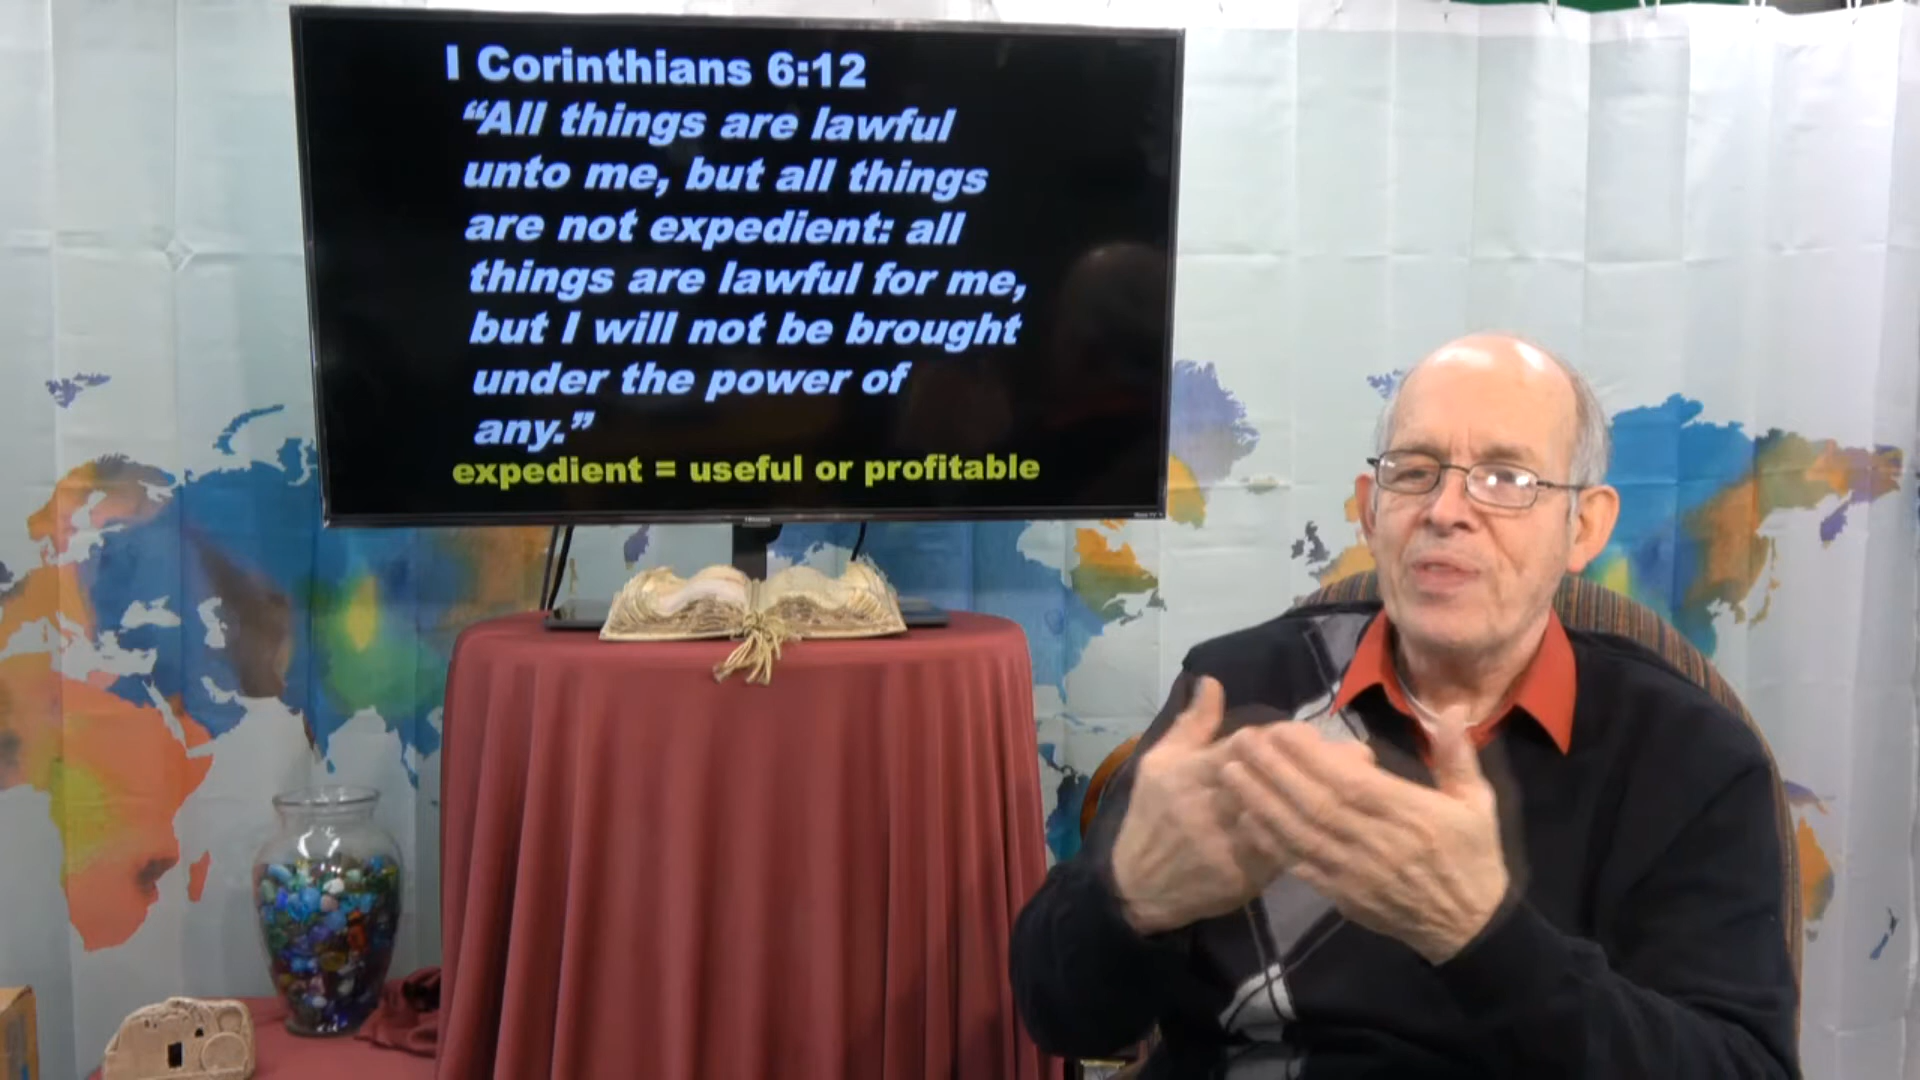 I Corinthians 6:12
“All things are lawful
unto me, but all things
are not expedient: all
things are lawful for me,
but I will not be brought
under the power of
any.”
expedient = useful or profitable
Hisense